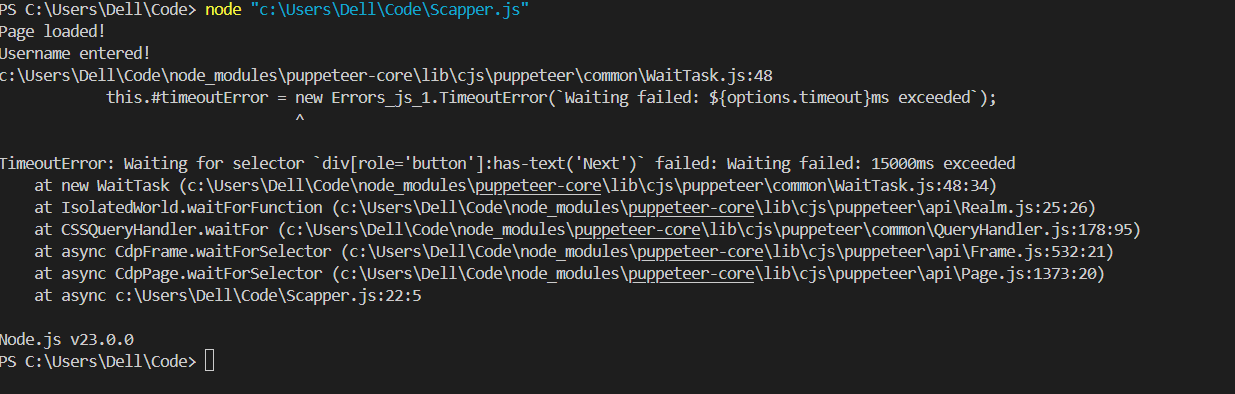 PS C:\Users\Dell\Code> node "c:\Users\Dell\Code\Scapper.js"
Page loaded!
Username entered!
c:\Users\Dell\Code\node_modules\puppeteer-core\lib\cjs\puppeteer\common\WaitTask.js:48
            this.#timeoutError = new Errors_js_1.TimeoutError(`Waiting failed: ${options.timeout}ms exceeded`);
                                 ^
TimeoutError: Waiting for selector `div[role='button']:has-text('Next')` failed: Waiting failed: 15000ms exceeded
    at new WaitTask (c:\Users\Dell\Code\node_modules\puppeteer-core\lib\cjs\puppeteer\common\WaitTask.js:48:34)
    at IsolatedWorld.waitForFunction (c:\Users\Dell\Code\node_modules\puppeteer-core\lib\cjs\puppeteer\api\Realm.js:25:26)
    at CSSQueryHandler.waitFor (c:\Users\Dell\Code\node_modules\puppeteer-core\lib\cjs\puppeteer\common\QueryHandler.js:178:95)
    at async CdpFrame.waitForSelector (c:\Users\Dell\Code\node_modules\puppeteer-core\lib\cjs\puppeteer\api\Frame.js:532:21)
    at async CdpPage.waitForSelector (c:\Users\Dell\Code\node_modules\puppeteer-core\lib\cjs\puppeteer\api\Page.js:1373:20)
    at async c:\Users\Dell\Code\Scapper.js:22:5
Node.js v23.0.0
PS C:\Users\Dell\Code>